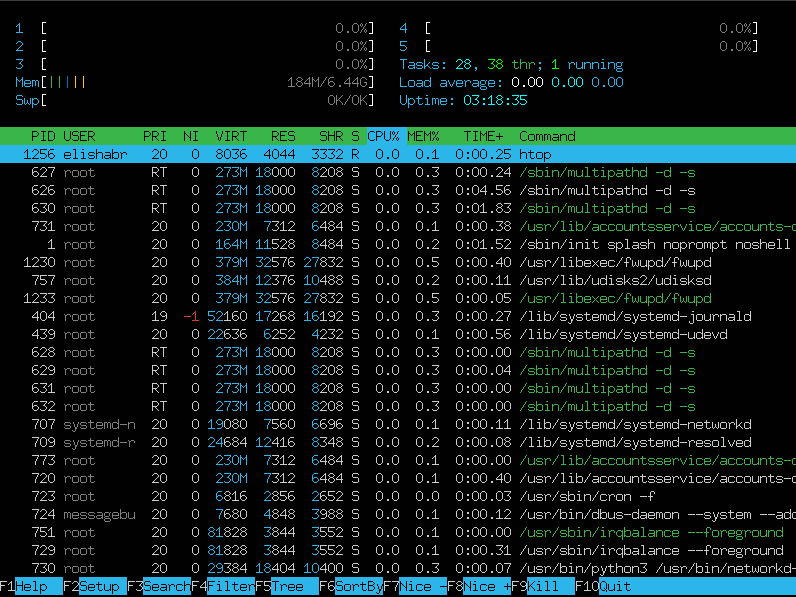 1 [ 0.0%] 4 [ 0.0%]
2 [ 0.0%] 5 [ 0.0%]
3 [ 0.0%] Tasks: 28, 38 thr; 1 running
Mem[||||| 184M/6.44G] Load average: 0.00 0.00 0.00
Swp[ 0K/0K] Uptime: 03:18:35
PID USER PRI NI VIRT RES SHR S CPU% MEM% TIME+ Command
1256 elishabr 20 0 8036 4044 3332 R 0.0 0.1 0:00.25 htop
627 root RT 0 273M 18000 8208 S 0.0 0.3 0:00.24 /sbin/multipathd -d -s
626 root RT 0 273M 18000 8208 S 0.0 0.3 0:04.56 /sbin/multipathd -d -s
630 root RT 0 273M 18000 8208 S 0.0 0.3 0:01.83 /sbin/multipathd -d -s
731 root 20 0 230M 7312 6484 S 0.0 0.1 0:00.38 /usr/lib/accountsservice/accounts-d
1 root 20 0 164M 11528 8484 S 0.0 0.2 0:01.52 /sbin/init splash noprompt noshell
1230 root 20 0 379M 32576 27832 S 0.0 0.5 0:00.40 /usr/libexec/fwupd/fwupd
757 root 20 0 384M 12376 10488 S 0.0 0.2 0:00.11 /usr/lib/udisks2/udisksd
1233 root 20 0 379M 32576 27832 S 0.0 0.5 0:00.05 /usr/libexec/fwupd/fwupd
404 root 19 -1 52160 17268 16192 S 0.0 0.3 0:00.27 /lib/systemd/systemd-journald
439 root 20 0 22636 6252 4232 S 0.0 0.1 0:00.56 /lib/systemd/systemd-udevd
628 root RT 0 273M 18000 8208 S 0.0 0.3 0:00.00 /sbin/multipathd -d -s
629 root RT 0 273M 18000 8208 S 0.0 0.3 0:00.04 /sbin/multipathd -d -s
631 root RT 0 273M 18000 8208 S 0.0 0.3 0:00.00 /sbin/multipathd -d -s
632 root RT 0 273M 18000 8208 S 0.0 0.3 0:00.00 /sbin/multipathd -d -s
707 systemd-n 20 0 19080 7560 6696 S 0.0 0.1 0:00.11 /lib/systemd/systemd-networkd
709 systemd-r 20 0 24684 12416 8348 S 0.0 0.2 0:00.08 /lib/systemd/systemd-resolved
773 root 20 0 230M 7312 6484 S 0.0 0.1 0:00.00 /usr/lib/accountsservice/accounts-d
720 root 20 0 230M 7312 6484 S 0.0 0.1 0:00.40 /usr/lib/accountsservice/accounts-d
723 root 20 0 6816 2856 2652 S 0.0 0.0 0:00.03 /usr/sbin/cron -f
724 messagebu 20 0 7680 4848 3988 S 0.0 0.1 0:00.12 /usr/bin/dbus-daemon --system --add
751 root 20 0 81828 3844 3552 S 0.0 0.1 0:00.00 /usr/sbin/irqbalance --foreground
729 root 20 0 81828 3844 3552 S 0.0 0.1 0:00.31 /usr/sbin/irqbalance --foreground
730 root 20 0 29384 18404 10400 S 0.0 0.3 0:00.07 /usr/bin/python3 /usr/bin/networkd-
F1Help F2Setup F3SearchF4FilterF5Tree F6SortByF7Nice -F8Nice +F9Kill F10Quit